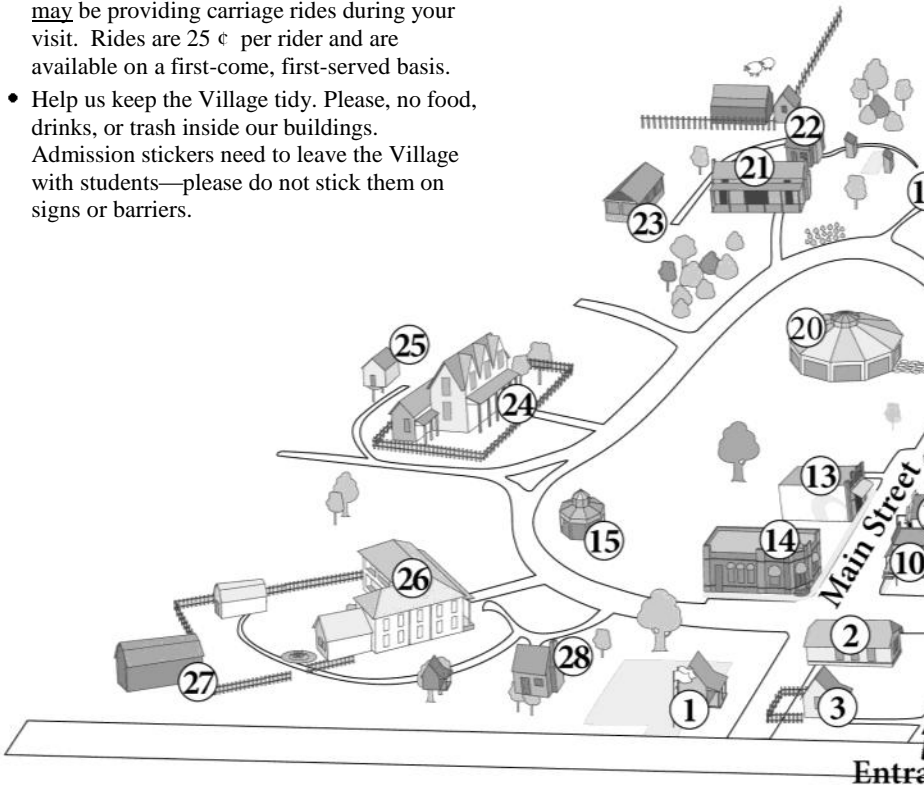 may be providing carriage rides during your
visit. Rides are 25 ¢ per rider and are
available on a first-come, first-served basis.
• Help us keep the Village tidy. Please, no food,
drinks, or trash inside our buildings.
Admission stickers need to leave the Village
with students—please do not stick them on
signs or barriers.
22
21
1
23
20
25
24
13
Main Street
14
15
10
26
2
28
27
1
3
Entra